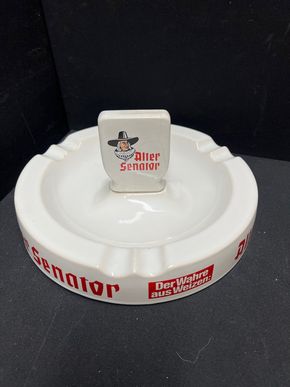 Alter
Senator
Senator
Der Wahre
aus Weizen.